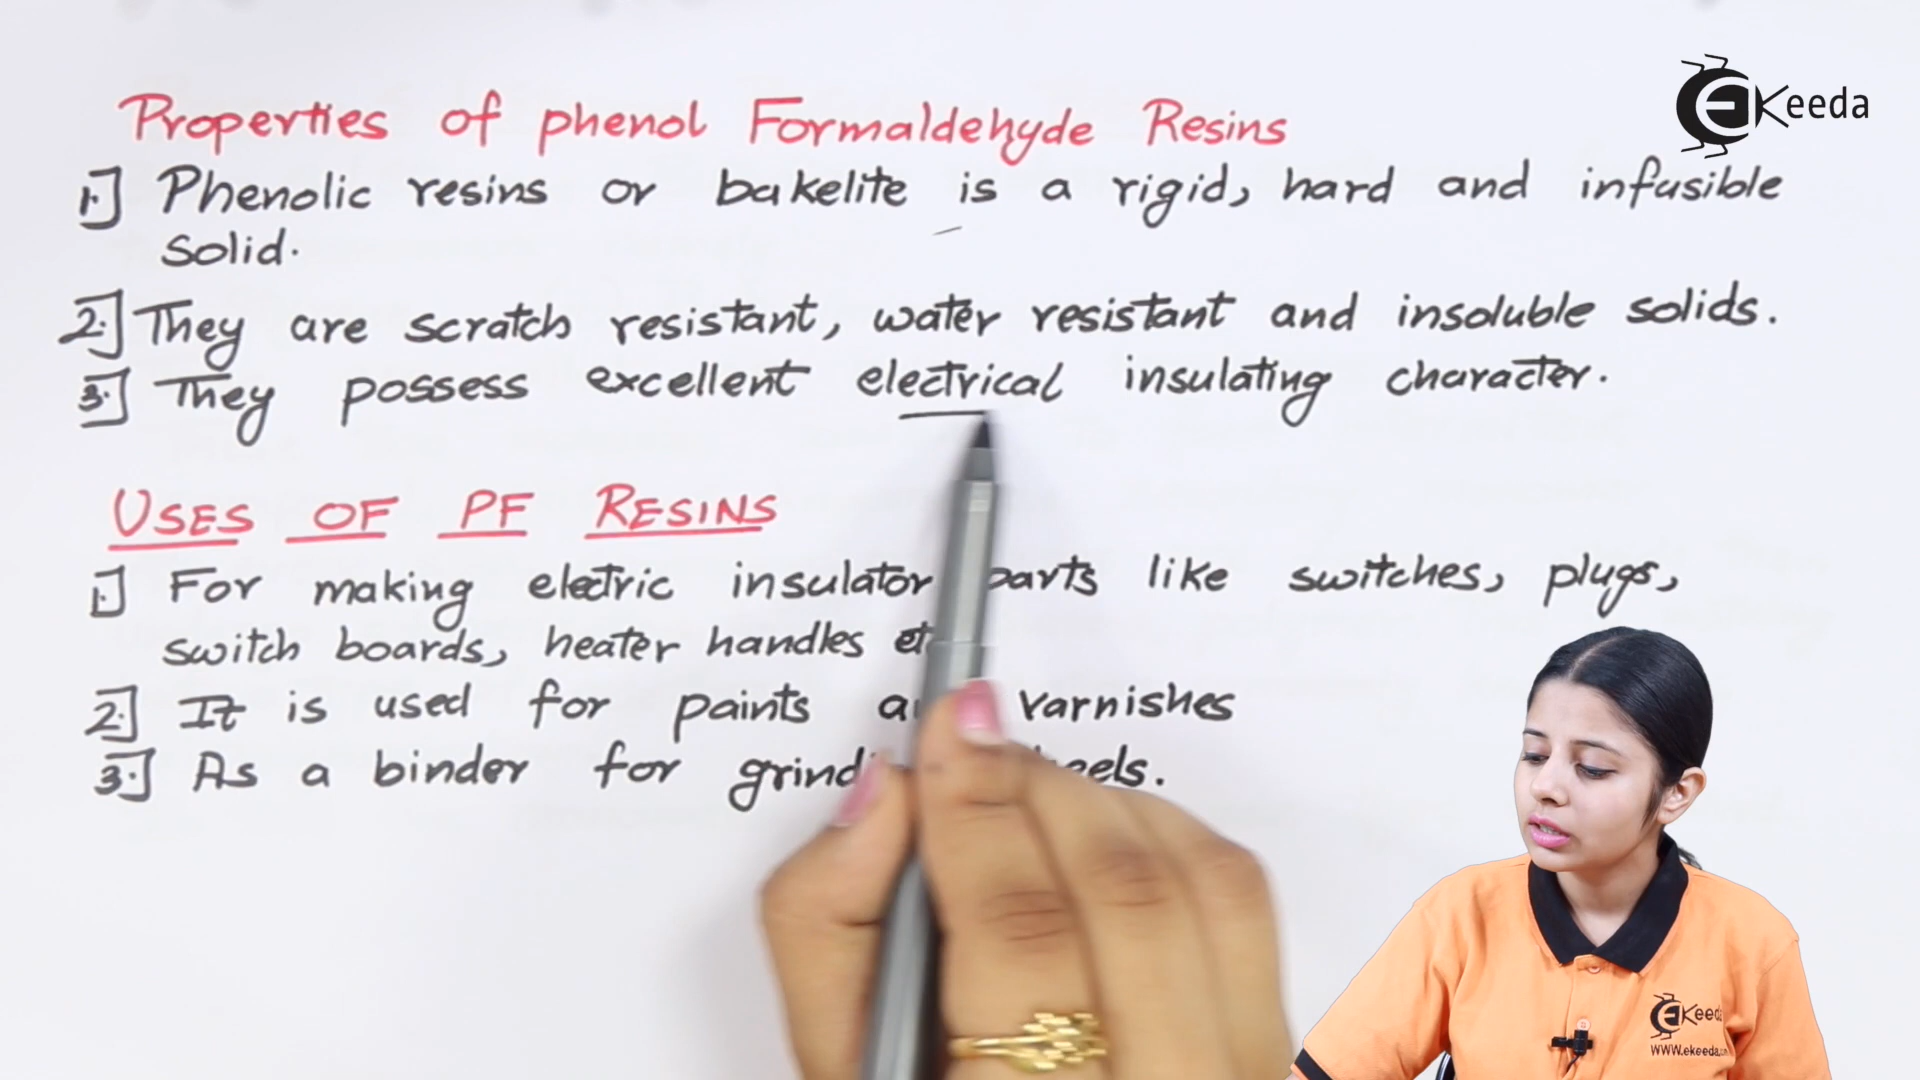 Properties of phenol Formaldehyde Resins
EKeeda
1.] Phenolic resins or bakelite is a rigid, hard and infusible
solid.
2.] They are scratch resistant, water resistant and insoluble solids.
3.] They possess excellent electrical insulating character.
USES OF PF RESINS
1.] For making electric insulator parts like switches, plugs,
switch boards, heater handles
2.] It is used for paints varnishes
3.] As a binder for
EKeeda